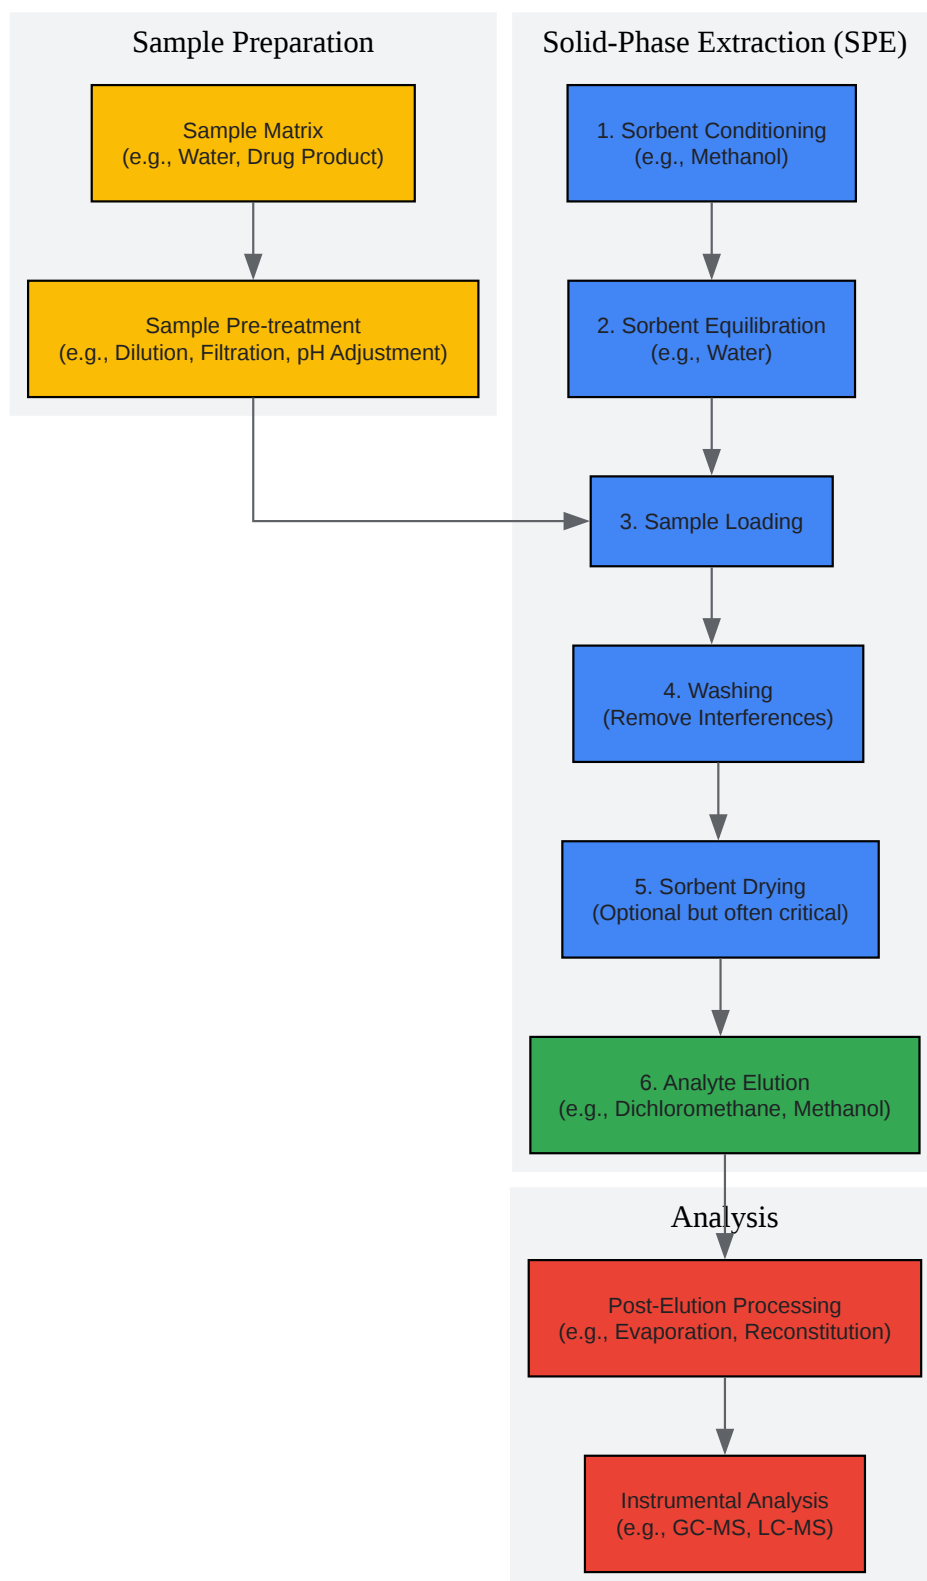 Sample Preparation
Sample Matrix
(e.g., Water, Drug Product)
Sample Pre-treatment
(e.g., Dilution, Filtration, pH Adjustment)
Solid-Phase Extraction (SPE)
1. Sorbent Conditioning
(e.g., Methanol)
2. Sorbent Equilibration
(e.g., Water)
3. Sample Loading
4. Washing
(Remove Interferences)
5. Sorbent Drying
(Optional but often critical)
6. Analyte Elution
(e.g., Dichloromethane, Methanol)
Analysis
Post-Elution Processing
(e.g., Evaporation, Reconstitution)
Instrumental Analysis
(e.g., GC-MS, LC-MS)